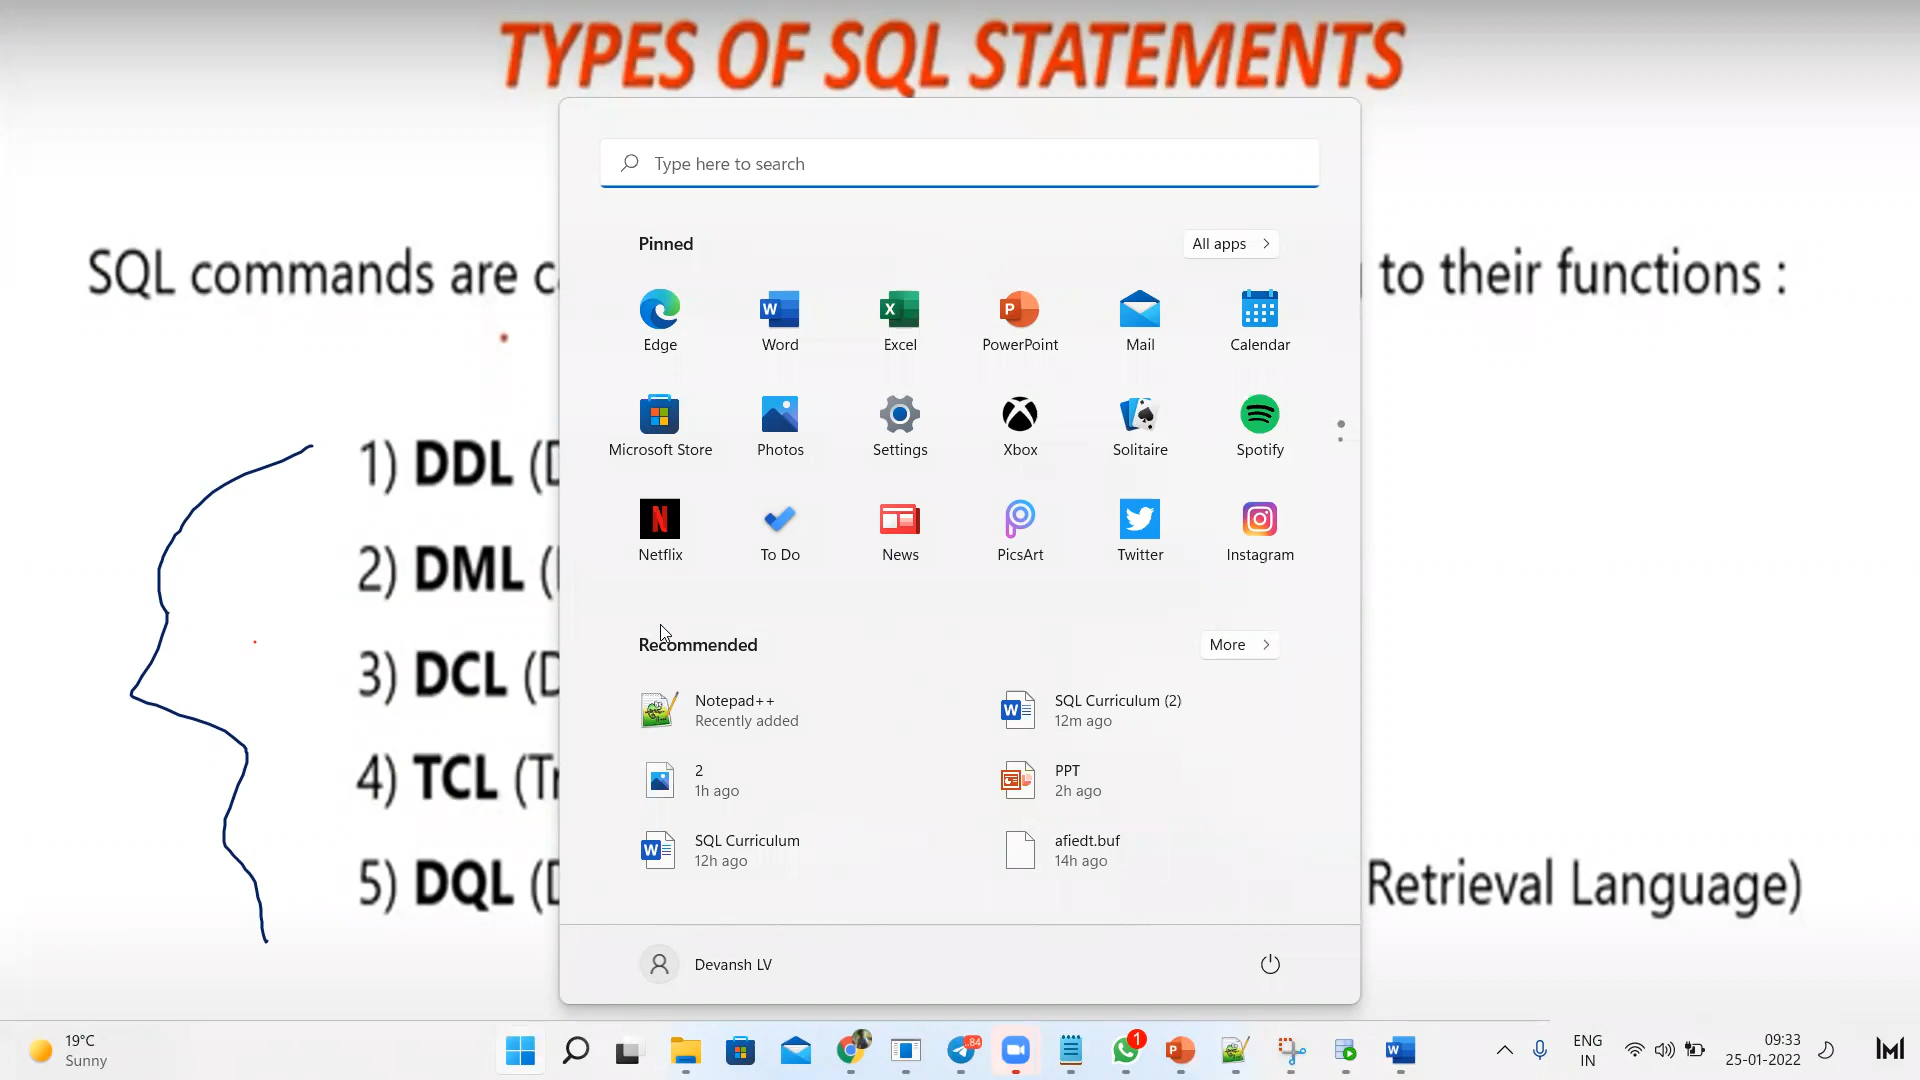 TYPES OF SQL STATEMENTS
Type here to search
Pinned
All apps
SQL commands are c
to their functions :
Edge
Word
Excel
PowerPoint
Mail
Calendar
Microsoft Store
Photos
Settings
Xbox
Solitaire
Spotify
1) DDL (D
Netflix
To Do
News
PicsArt
Twitter
Instagram
2) DML (
Recommended
More
3) DCL (D
Notepad++
Recently added
SQL Curriculum (2)
12m ago
4) TCL (Tr
2
1h ago
PPT
2h ago
SQL Curriculum
12h ago
afiedt.buf
14h ago
5) DQL (D
Retrieval Language)
Devansh LV
19°C
Sunny
.84
1
ENG
IN
09:33
25-01-2022